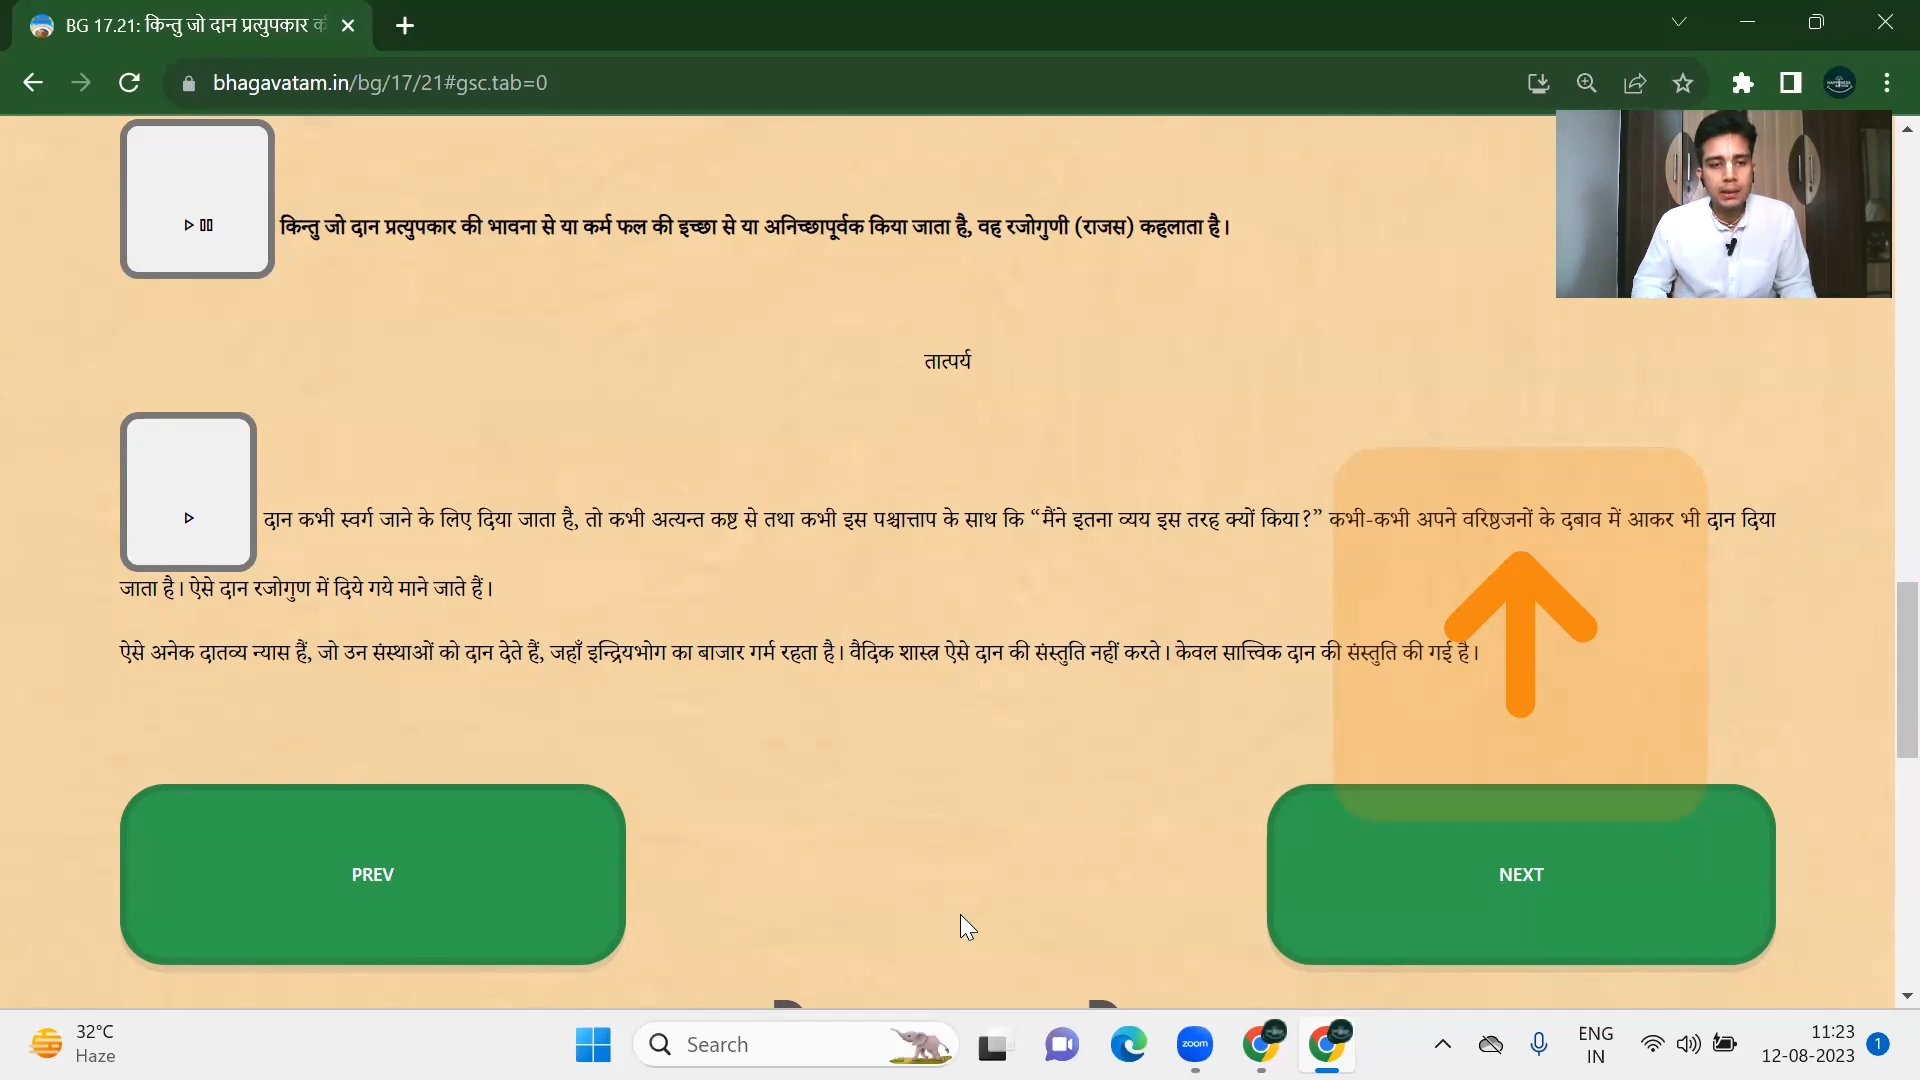 BG 17.21: किन्तु जो दान प्रत्युपकार की
bhagavatam.in/bg/17/21#gsc.tab=0
किन्तु जो दान प्रत्युपकार की भावना से या कर्म फल की इच्छा से या अनिच्छापूर्वक किया जाता है, वह रजोगुणी (राजस) कहलाता है।
तात्पर्य
दान कभी स्वर्ग जाने के लिए दिया जाता है, तो कभी अत्यन्त कष्ट से तथा कभी इस पश्चात्ताप के साथ कि “मैंने इतना व्यय इस तरह क्यों किया?” कभी-कभी अपने वरिष्ठजनों के दबाव में आकर भी दान दिया
जाता है। ऐसे दान रजोगुण में दिये गये माने जाते हैं।
ऐसे अनेक दातव्य न्यास हैं, जो उन संस्थाओं को दान देते हैं, जहाँ इन्द्रियभोग का बाजार गर्म रहता है। वैदिक शास्त्र ऐसे दान की संस्तुति नहीं करते। केवल सात्त्विक दान की संस्तुति की गई है।
PREV
NEXT
32°C
Haze
Search
zoom
ENG
IN
11:23
12-08-2023
1